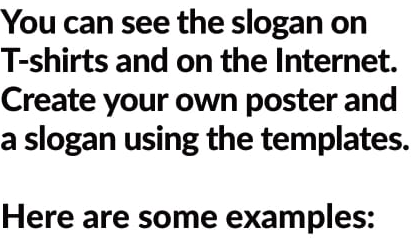 You can see the slogan on
T-shirts and on the Internet.
Create your own poster and
a slogan using the templates.
Here are some examples: